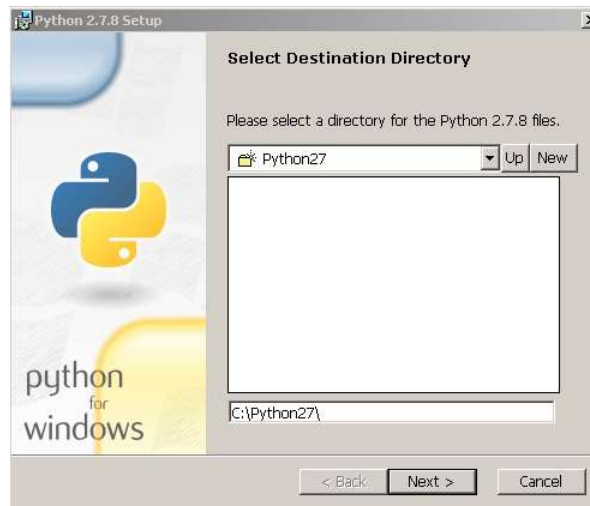 Python 2.7.8 Setup
Select Destination Directory
Please select a directory for the Python 2.7.8 files.
Python27
Up
New
C:\Python27\
python
for
windows
< Back
Next >
Cancel